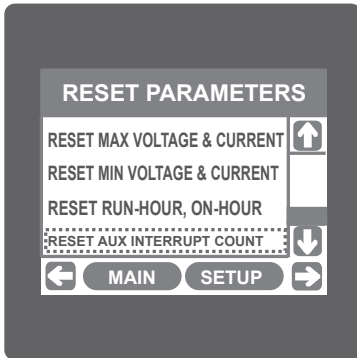 RESET PARAMETERS
RESET MAX VOLTAGE & CURRENT
RESET MIN VOLTAGE & CURRENT
RESET RUN-HOUR, ON-HOUR
RESET AUX INTERRUPT COUNT
MAIN SETUP